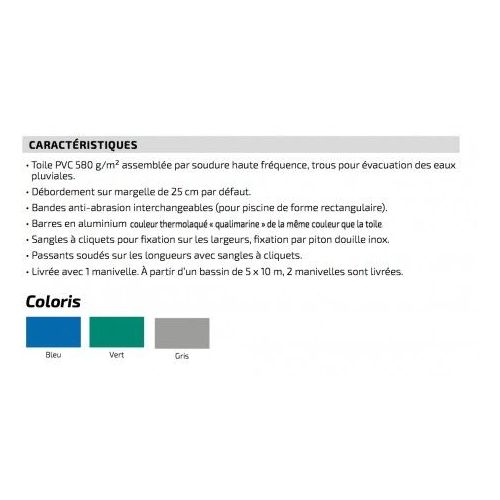 CARACTÉRISTIQUES
• Toile PVC 580 g/m² assemblée par soudure haute fréquence, trous pour évacuation des eaux
pluviales.
• Débordement sur margelle de 25 cm par défaut.
• Bandes anti-abrasion interchangeables (pour piscine de forme rectangulaire).
• Barres en aluminium couleur thermolaqué « qualimarine » de la même couleur que la toile
• Sangles à cliquets pour fixation sur les largeurs, fixation par piton douille inox.
• Passants soudés sur les longueurs avec sangles à cliquets.
• Livrée avec 1 manivelle. À partir d'un bassin de 5 x 10 m, 2 manivelles sont livrées.
Coloris
Bleu Vert Gris